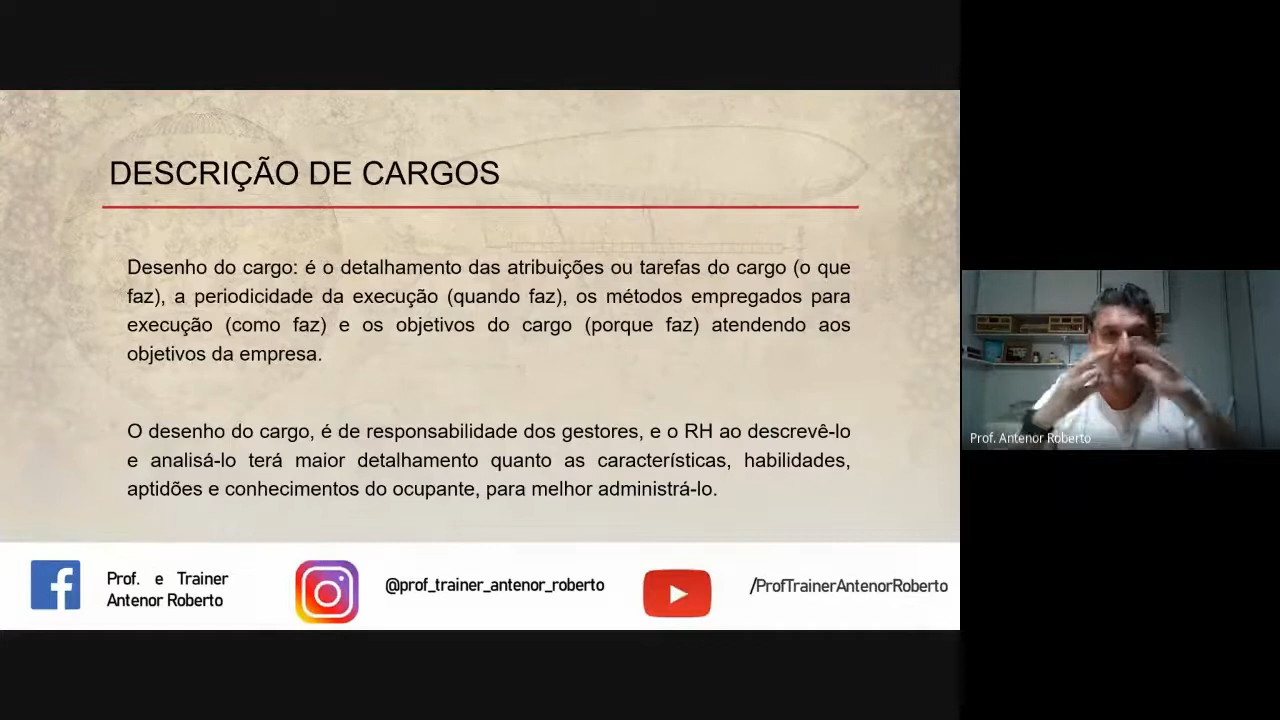 DESCRIÇÃO DE CARGOS
Desenho do cargo: é o detalhamento das atribuições ou tarefas do cargo (o que
faz), a periodicidade da execução (quando faz), os métodos empregados para
execução (como faz) e os objetivos do cargo (porque faz) atendendo aos
objetivos da empresa.
O desenho do cargo, é de responsabilidade dos gestores, e o RH ao descrevê-lo
e analisá-lo terá maior detalhamento quanto as características, habilidades,
aptidões e conhecimentos do ocupante, para melhor administrá-lo.
Prof. e Trainer
Antenor Roberto
@prof_trainer_antenor_roberto
/ProfTrainerAntenorRoberto
Prof. Antenor Roberto